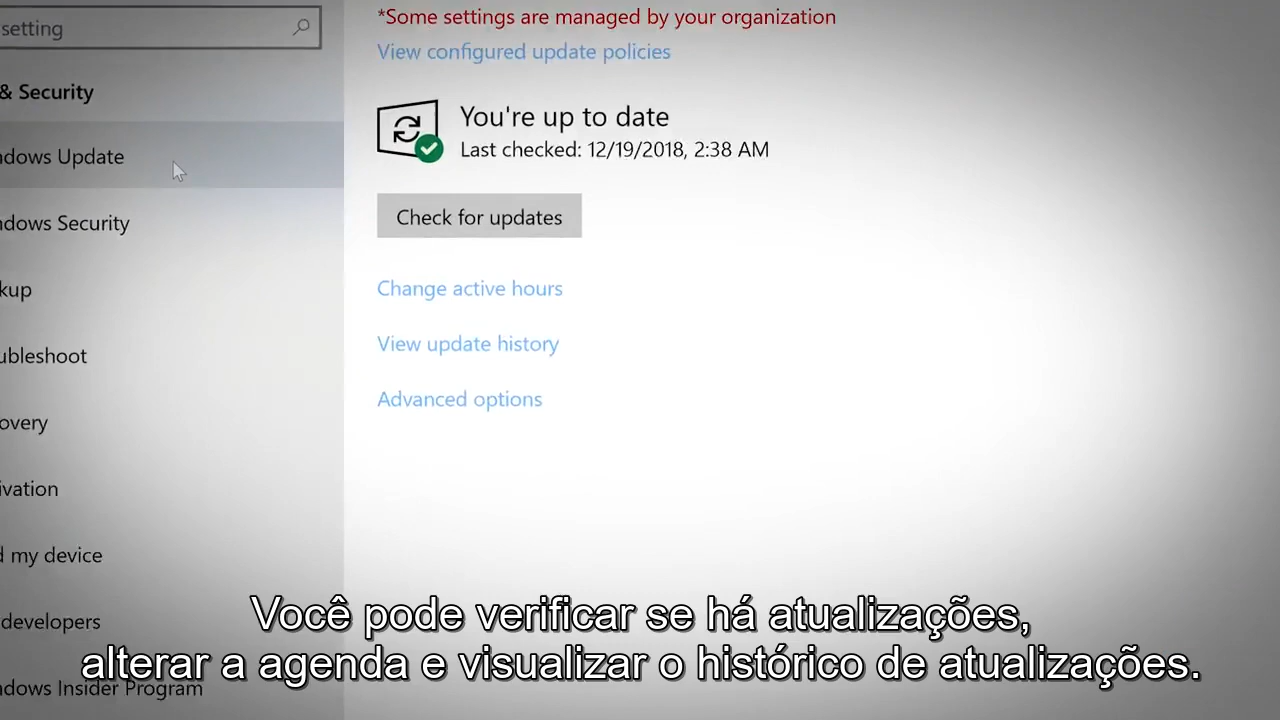 setting
*Some settings are managed by your organization
View configured update policies
& Security
You're up to date
Last checked: 12/19/2018, 2:38 AM
ndows Update
Check for updates
ndows Security
Change active hours
kup
View update history
ubleshoot
Advanced options
overy
ivation
d my device
developers
ndows Insider Program
Você pode verificar se há atualizações,
alterar a agenda e visualizar o histórico de atualizações.